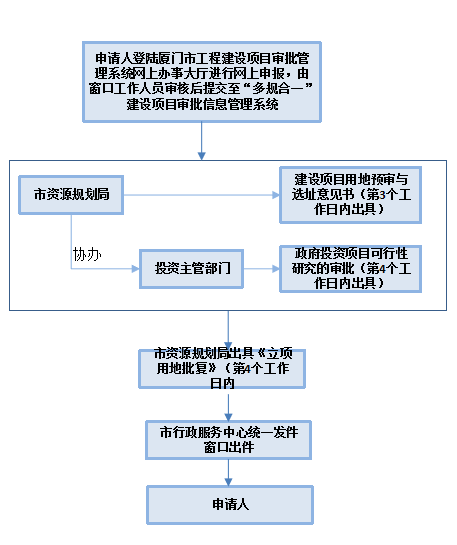 申请人登陆厦门市工程建设项目审批管
理系统网上办事大厅进行网上申报，由
窗口工作人员审核后提交至“多规合一”
建设项目审批信息管理系统
市资源规划局
建设项目用地预审与
选址意见书（第3个工
作日内出具）
协办
投资主管部门
政府投资项目可行性
研究的审批（第4个工
作日内出具）
市资源规划局出具《立项
用地批复》（第4个工作
日内
市行政服务中心统一发件
窗口出件
申请人